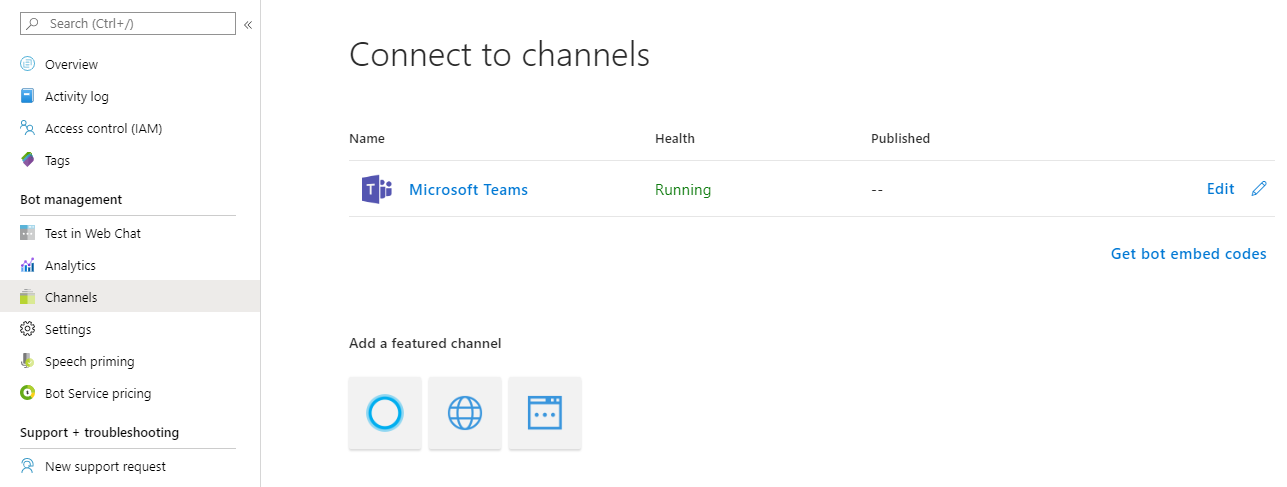 Search (Ctrl+/)
«
Overview
Activity log
Access control (IAM)
Tags
Bot management
Test in Web Chat
Analytics
Channels
Settings
Speech priming
Bot Service pricing
Support + troubleshooting
New support request
Connect to channels
Name Health Published
T Microsoft Teams Running -- Edit
Get bot embed codes
Add a featured channel